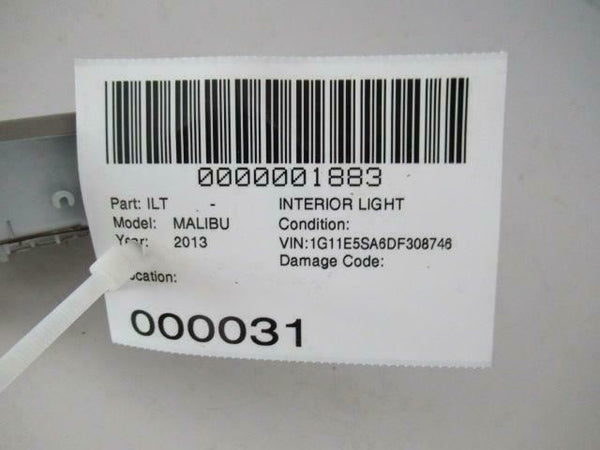 0000001883
Part: ILT - INTERIOR LIGHT
Model: MALIBU Condition:
Year: 2013 VIN:1G11E5SA6DF308746
Damage Code:
ocation:
000031